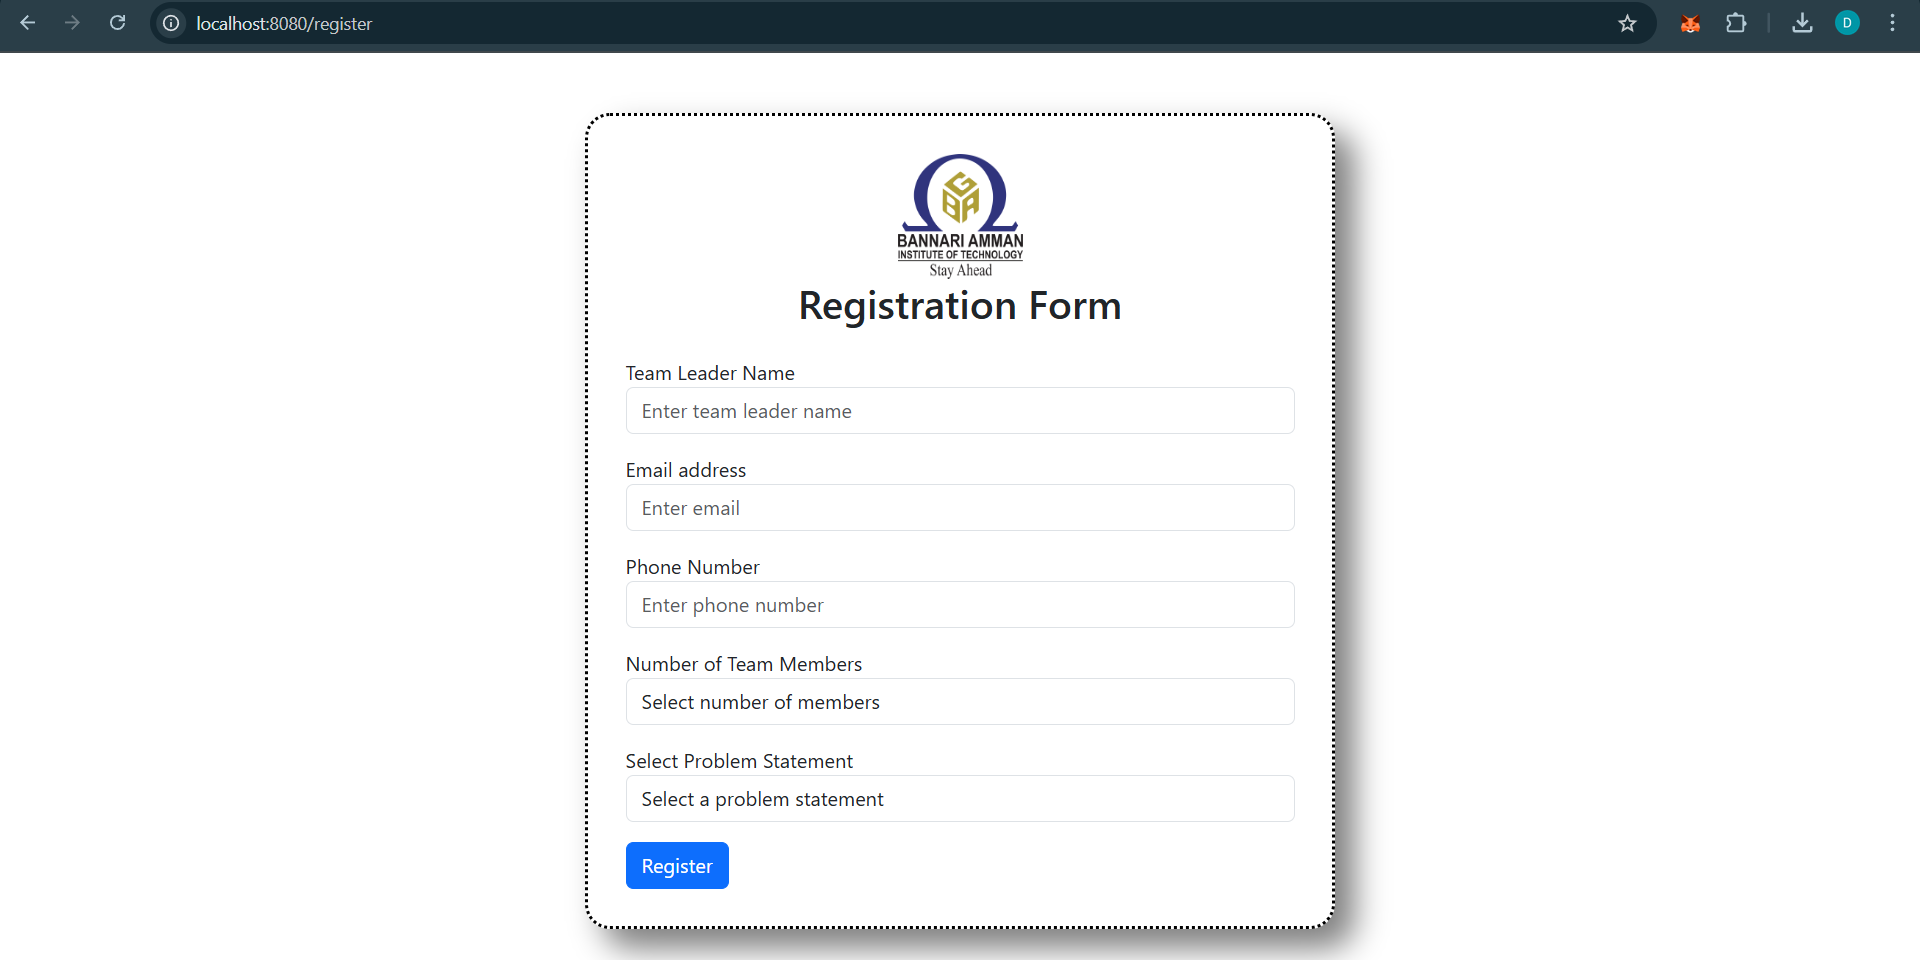 localhost:8080/register
D
GBA
BANNARI AMMAN
INSTITUTE OF TECHNOLOGY
Stay Ahead
Registration Form
Team Leader Name
Enter team leader name
Email address
Enter email
Phone Number
Enter phone number
Number of Team Members
Select number of members
Select Problem Statement
Select a problem statement
Register